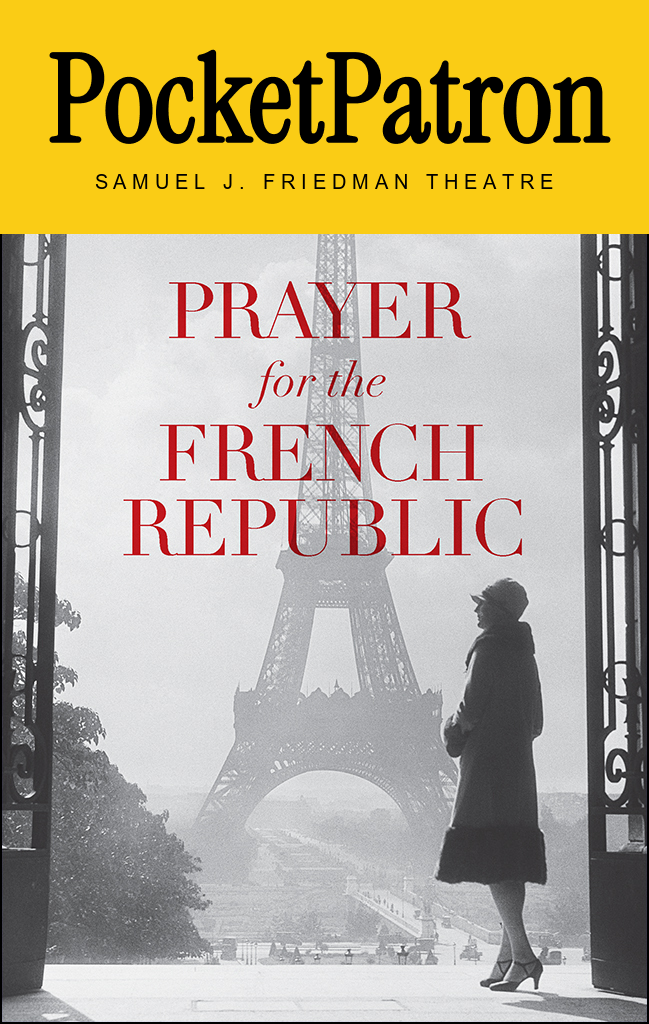 PocketPatron
SAMUEL J. FRIEDMAN THEATRE
PRAYER
for the
FRENCH
REPUBLIC